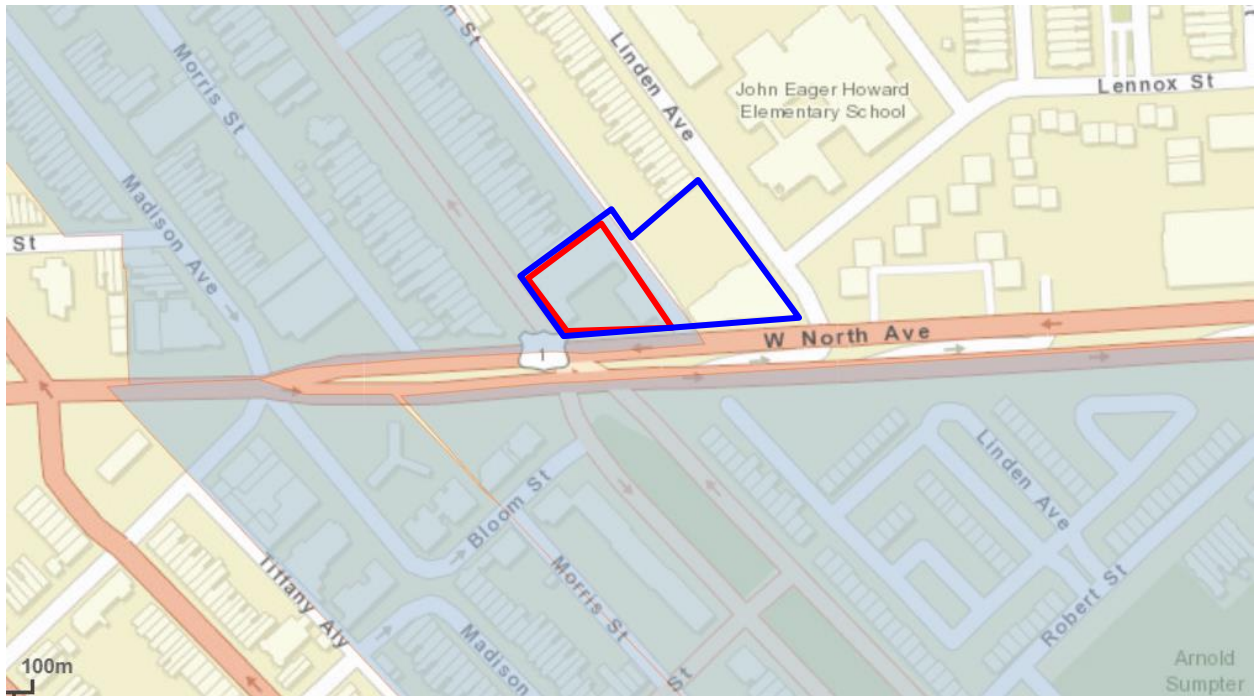 Morris St
n St
Linden Ave
John Eager Howard
Elementary School
Lennox St
Madison Ave
St
W North Ave
1
Bloom St
Linden Ave
Tiffany Aly
Morris St
Robert St
Madison
St
100m
Arnold
Sumpter